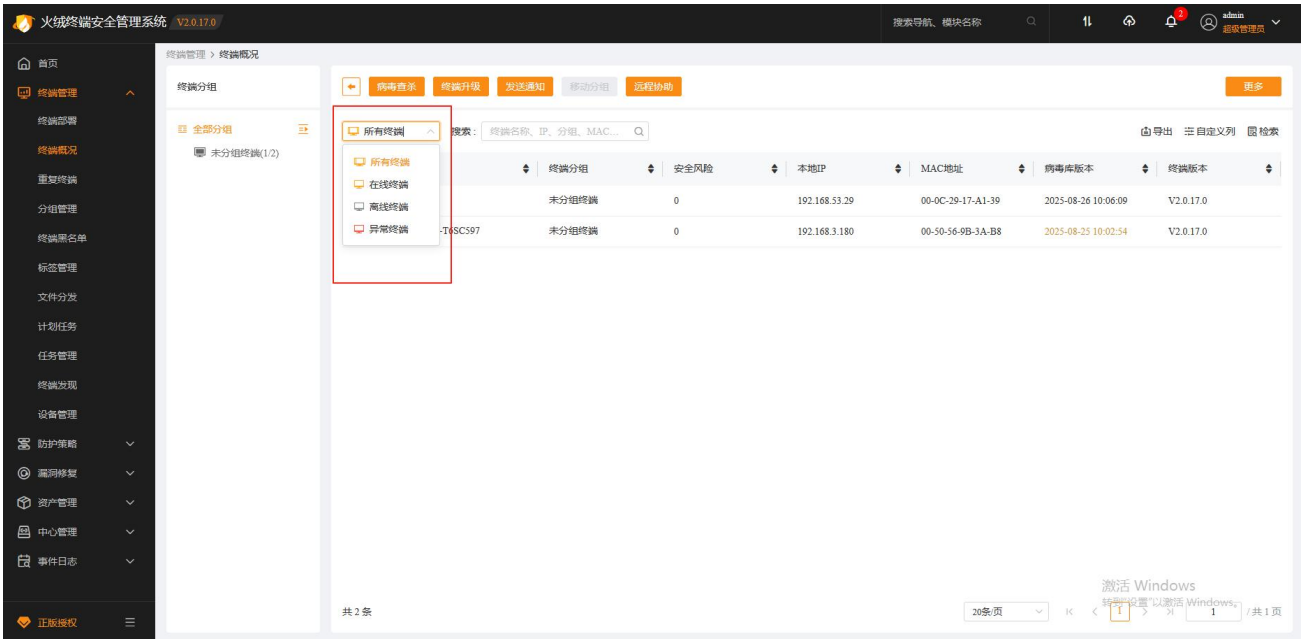 火绒终端安全管理系统 V2.0.17.0
搜索导航、模块名称
2
admin
超级管理员
首页
终端管理
终端部署
终端概况
重复终端
分组管理
终端黑名单
标签管理
文件分发
计划任务
任务管理
终端发现
设备管理
防护策略
漏洞修复
资产管理
中心管理
事件日志
正版授权
终端管理 > 终端概况
终端分组
全部分组
未分组终端(1/2)
病毒查杀 终端升级 发送通知 移动分组 远程协助 更多
所有终端 搜索： 终端名称、IP、分组、MAC... 导出 自定义列 检索
所有终端
在线终端
离线终端
异常终端
终端分组 安全风险 本地IP MAC地址 病毒库版本 终端版本
未分组终端 0 192.168.53.29 00-0C-29-17-A1-39 2025-08-26 10:06:09 V2.0.17.0
-T6SC597 未分组终端 0 192.168.3.180 00-50-56-9B-3A-B8 2025-08-25 10:02:54 V2.0.17.0
激活 Windows
转到"设置"以激活 Windows。
共 2 条 20条/页 1 1 / 共 1 页